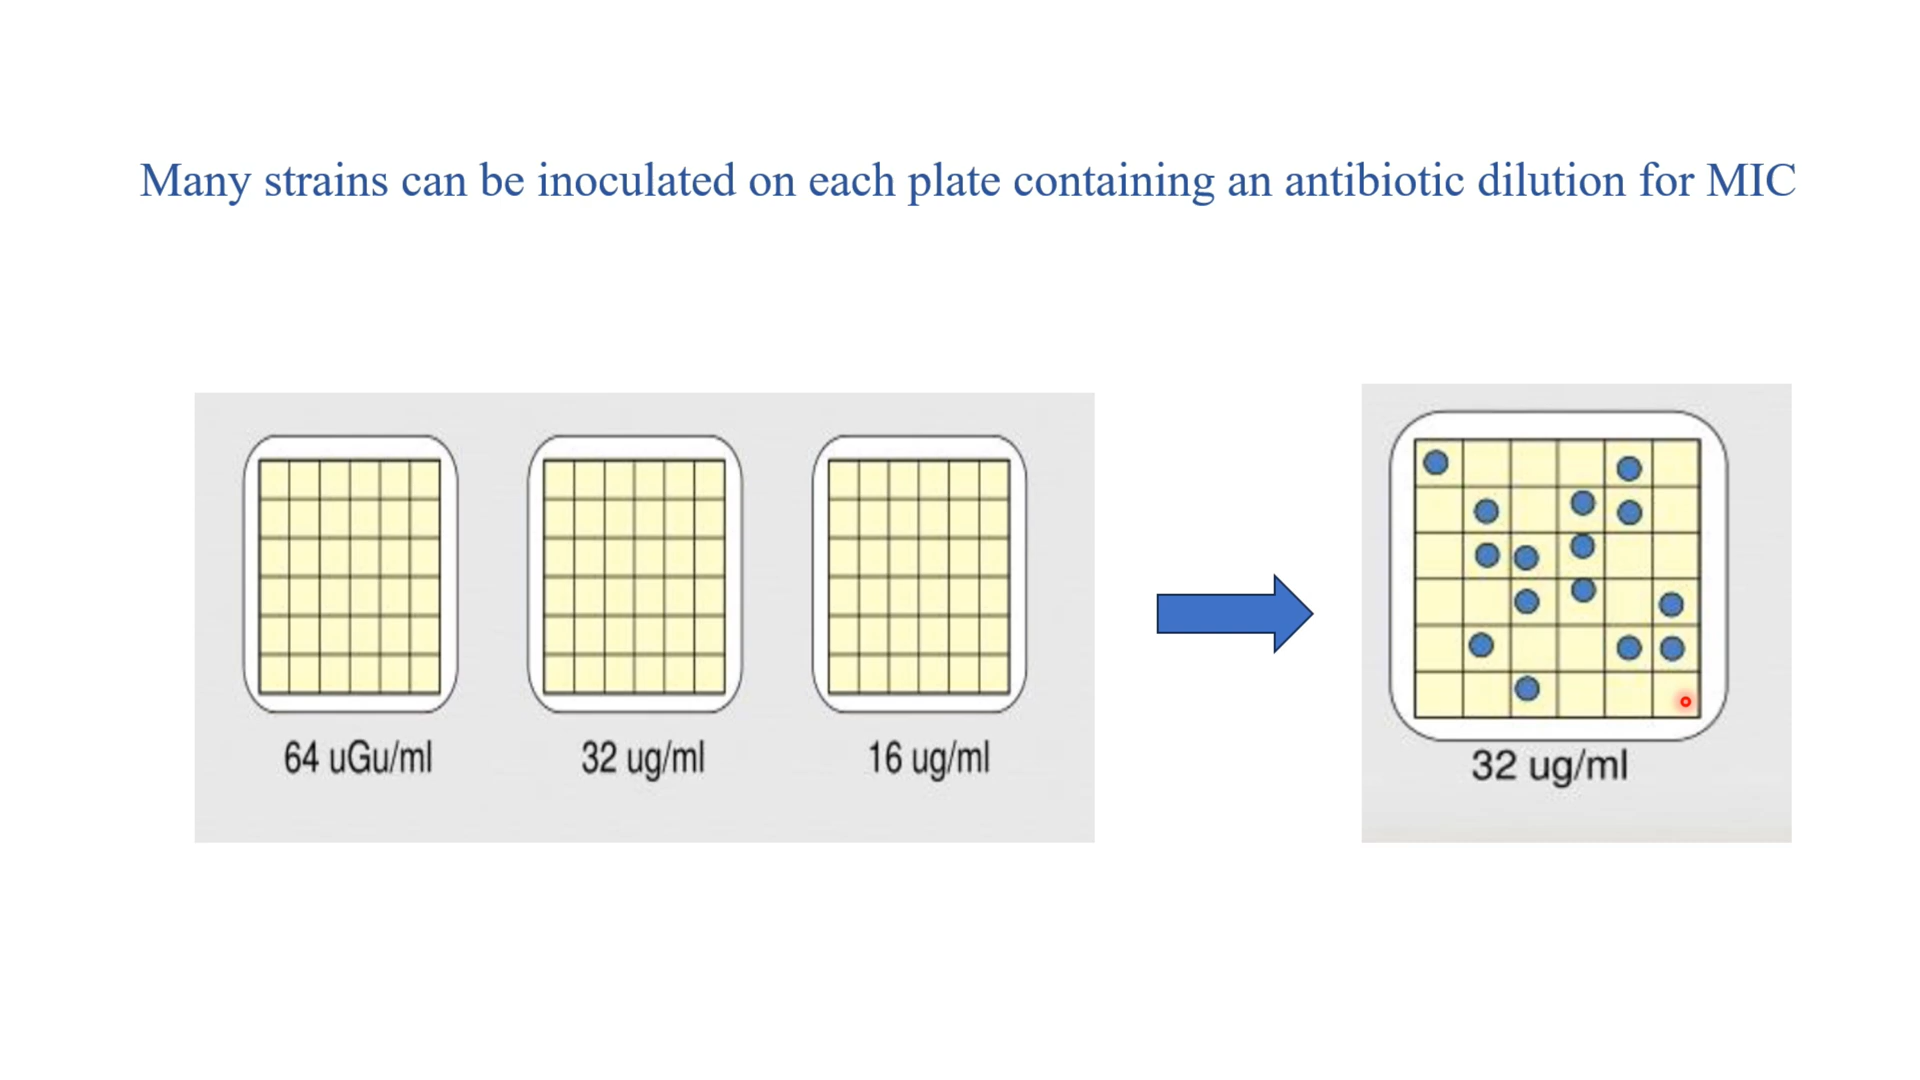 Many strains can be inoculated on each plate containing an antibiotic dilution for MIC
64 uGu/ml
32 ug/ml
16 ug/ml
32 ug/ml